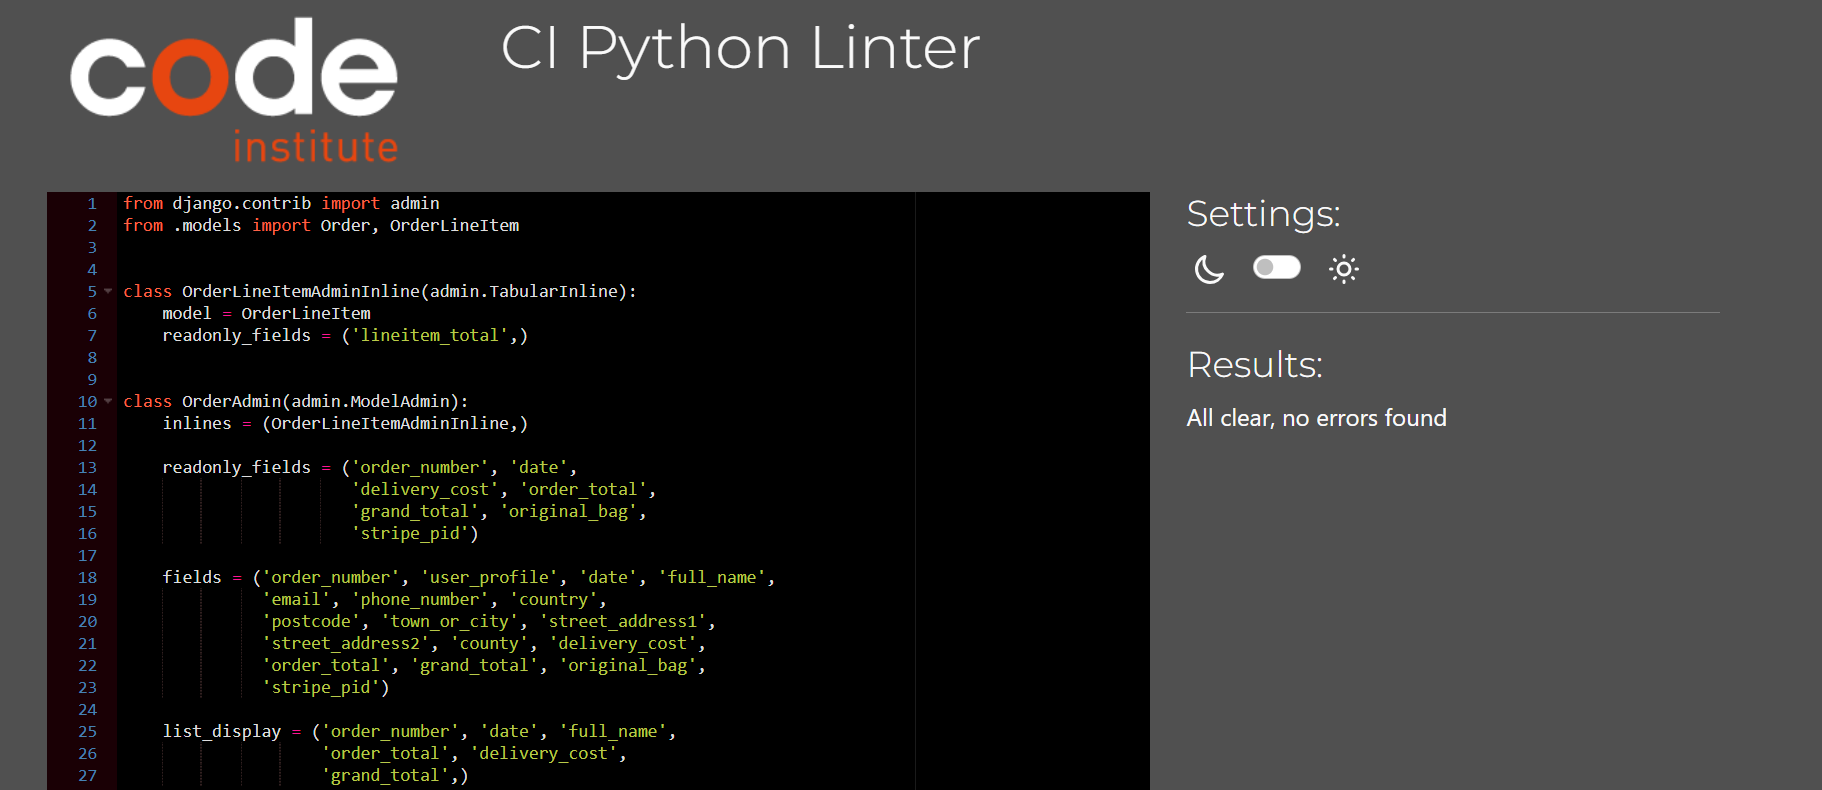 code
institute
CI Python Linter
1 from django.contrib import admin
2 from .models import Order, OrderLineItem
3
4
5 class OrderLineItemAdminInline(admin.TabularInline):
6     model = OrderLineItem
7     readonly_fields = ('lineitem_total',)
8
9
10 class OrderAdmin(admin.ModelAdmin):
11     inlines = (OrderLineItemAdminInline,)
12
13     readonly_fields = ('order_number', 'date',
14                        'delivery_cost', 'order_total',
15                        'grand_total', 'original_bag',
16                        'stripe_pid')
17
18     fields = ('order_number', 'user_profile', 'date', 'full_name',
19               'email', 'phone_number', 'country',
20               'postcode', 'town_or_city', 'street_address1',
21               'street_address2', 'county', 'delivery_cost',
22               'order_total', 'grand_total', 'original_bag',
23               'stripe_pid')
24
25     list_display = ('order_number', 'date', 'full_name',
26                     'order_total', 'delivery_cost',
27                     'grand_total',)
Settings:
Results:
All clear, no errors found